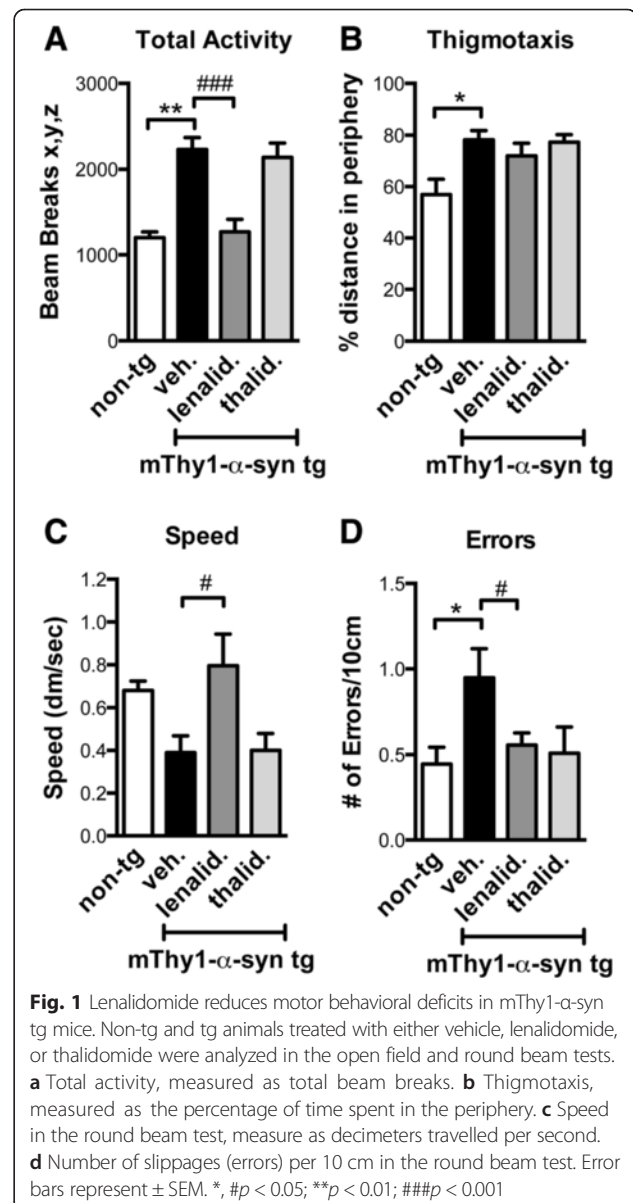 A Total Activity
Beam Breaks x,y,z
3000
2000
1000
0
**
###
non-tg
veh.
lenalid.
thalid.
mThy1-α-syn tg
B Thigmotaxis
% distance in periphery
100
80
60
40
20
0
*
non-tg
veh.
lenalid.
thalid.
mThy1-α-syn tg
C Speed
Speed (dm/sec)
1.2
1.0
0.8
0.6
0.4
0.2
0.0
#
non-tg
veh.
lenalid.
thalid.
mThy1-α-syn tg
D Errors
# of Errors/10cm
1.5
1.0
0.5
0.0
*
#
non-tg
veh.
lenalid.
thalid.
mThy1-α-syn tg
Fig. 1 Lenalidomide reduces motor behavioral deficits in mThy1-α-syn
tg mice. Non-tg and tg animals treated with either vehicle, lenalidomide,
or thalidomide were analyzed in the open field and round beam tests.
a Total activity, measured as total beam breaks. b Thigmotaxis,
measured as the percentage of time spent in the periphery. c Speed
in the round beam test, measure as decimeters travelled per second.
d Number of slippages (errors) per 10 cm in the round beam test. Error
bars represent ± SEM. *, #p < 0.05; **p < 0.01; ###p < 0.001